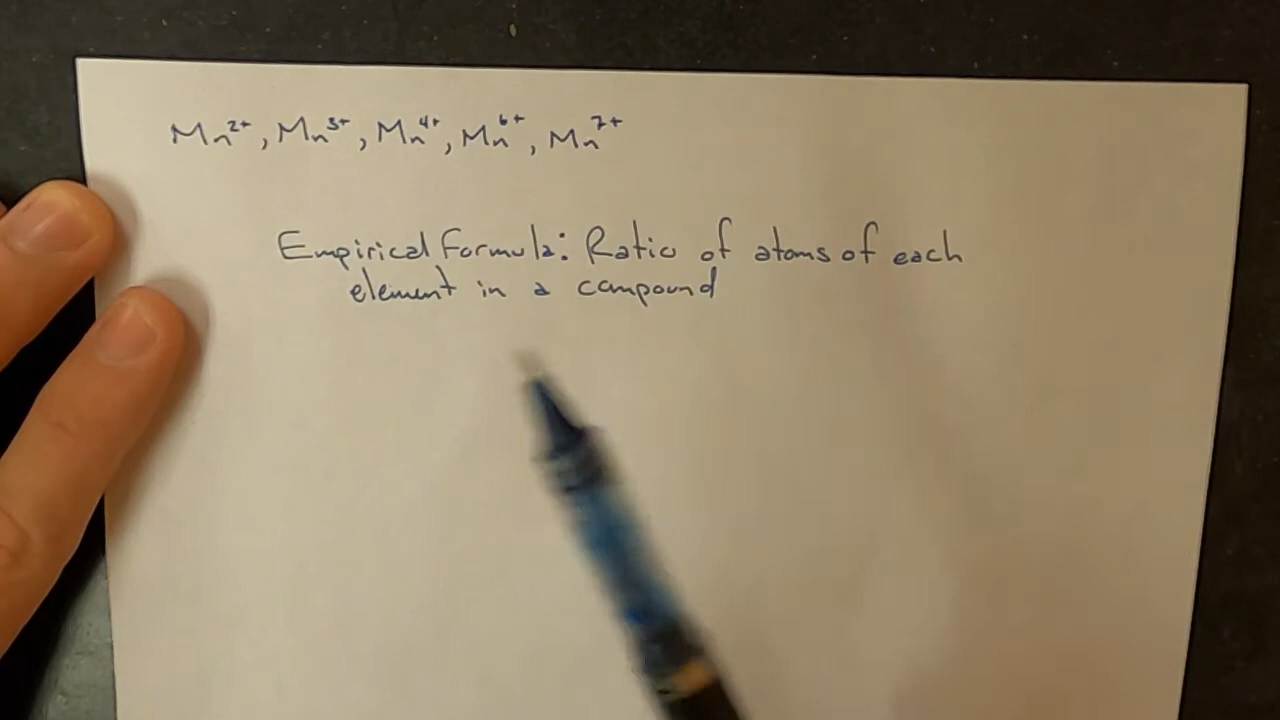 Mn²⁺, Mn³⁺, Mn⁴⁺, Mn⁶⁺, Mn⁷⁺
Empirical Formula: Ratio of atoms of each
element in a compound